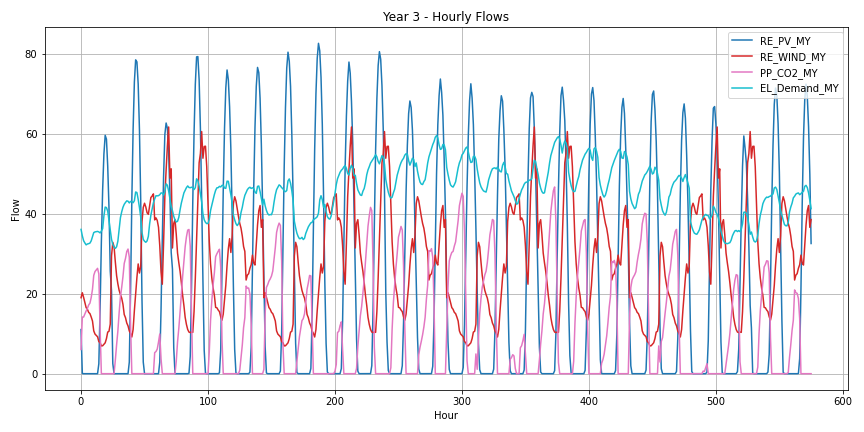 Year 3 - Hourly Flows
RE_PV_MY
RE_WIND_MY
PP_CO2_MY
EL_Demand_MY
80
60
40
20
0
Flow
0 100 200 300 400 500 600
Hour